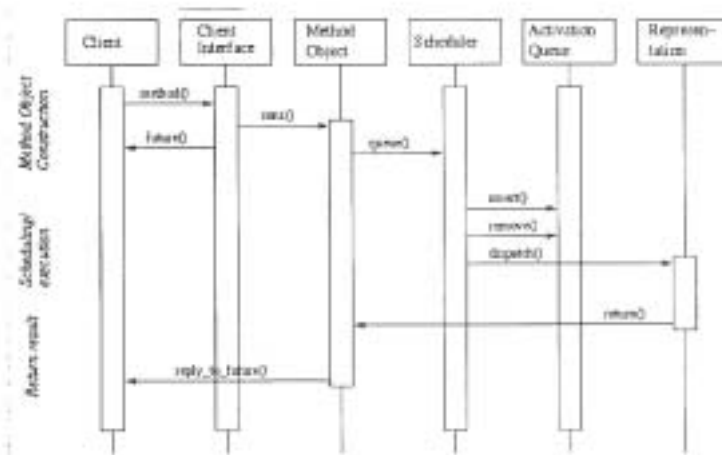 Client
Client
Interface
Method
Object
Scheduler
Activation
Queue
Represen-
tation
Method Object
Construction
method()
cons()
future()
queue()
Scheduling/
execution
insert()
remove()
dispatch()
Return result
return()
reply_to_future()